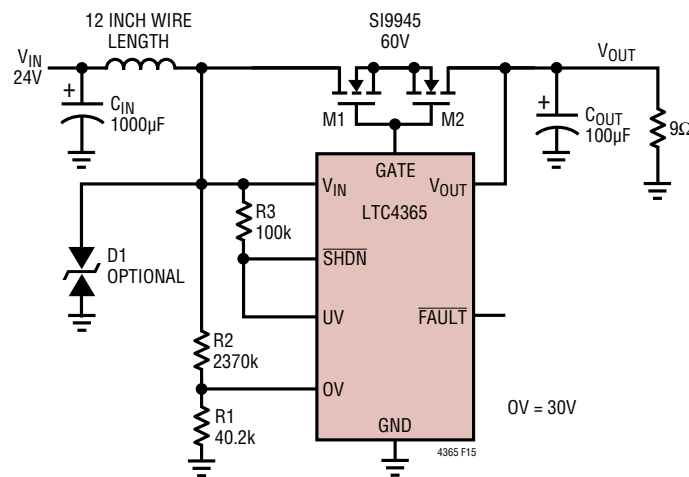 12 INCH WIRE
LENGTH
SI9945
60V
VIN
24V
VOUT
+
CIN
1000µF
M1
M2
+
COUT
100µF
9Ω
GATE
VIN
VOUT
LTC4365
R3
100k
D1
OPTIONAL
SHDN
UV
FAULT
R2
2370k
OV
OV = 30V
R1
40.2k
GND
4365 F15